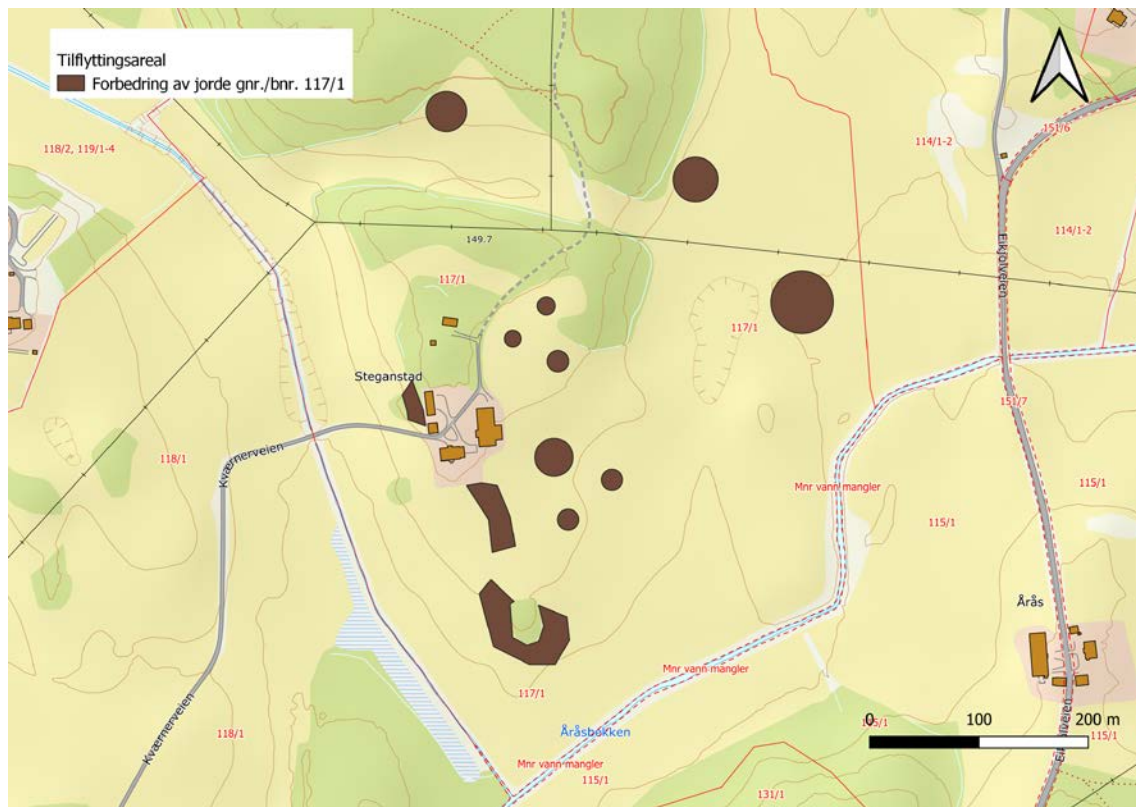 Tilflyttingsareal
Forbedring av jorde gnr./bnr. 117/1
118/2, 119/1-4
114/1-2
151/6
114/1-2
149.7
117/1
Eikjolveien
117/1
Steganstad
151/7
118/1
Kværnerveien
Mnr vann mangler
115/1
115/1
Årås
Mnr vann mangler
117/1
Kværnerveien
118/1
Åråsbekken
Mnr vann mangler
115/1
115/1
131/1
0 100 200 m